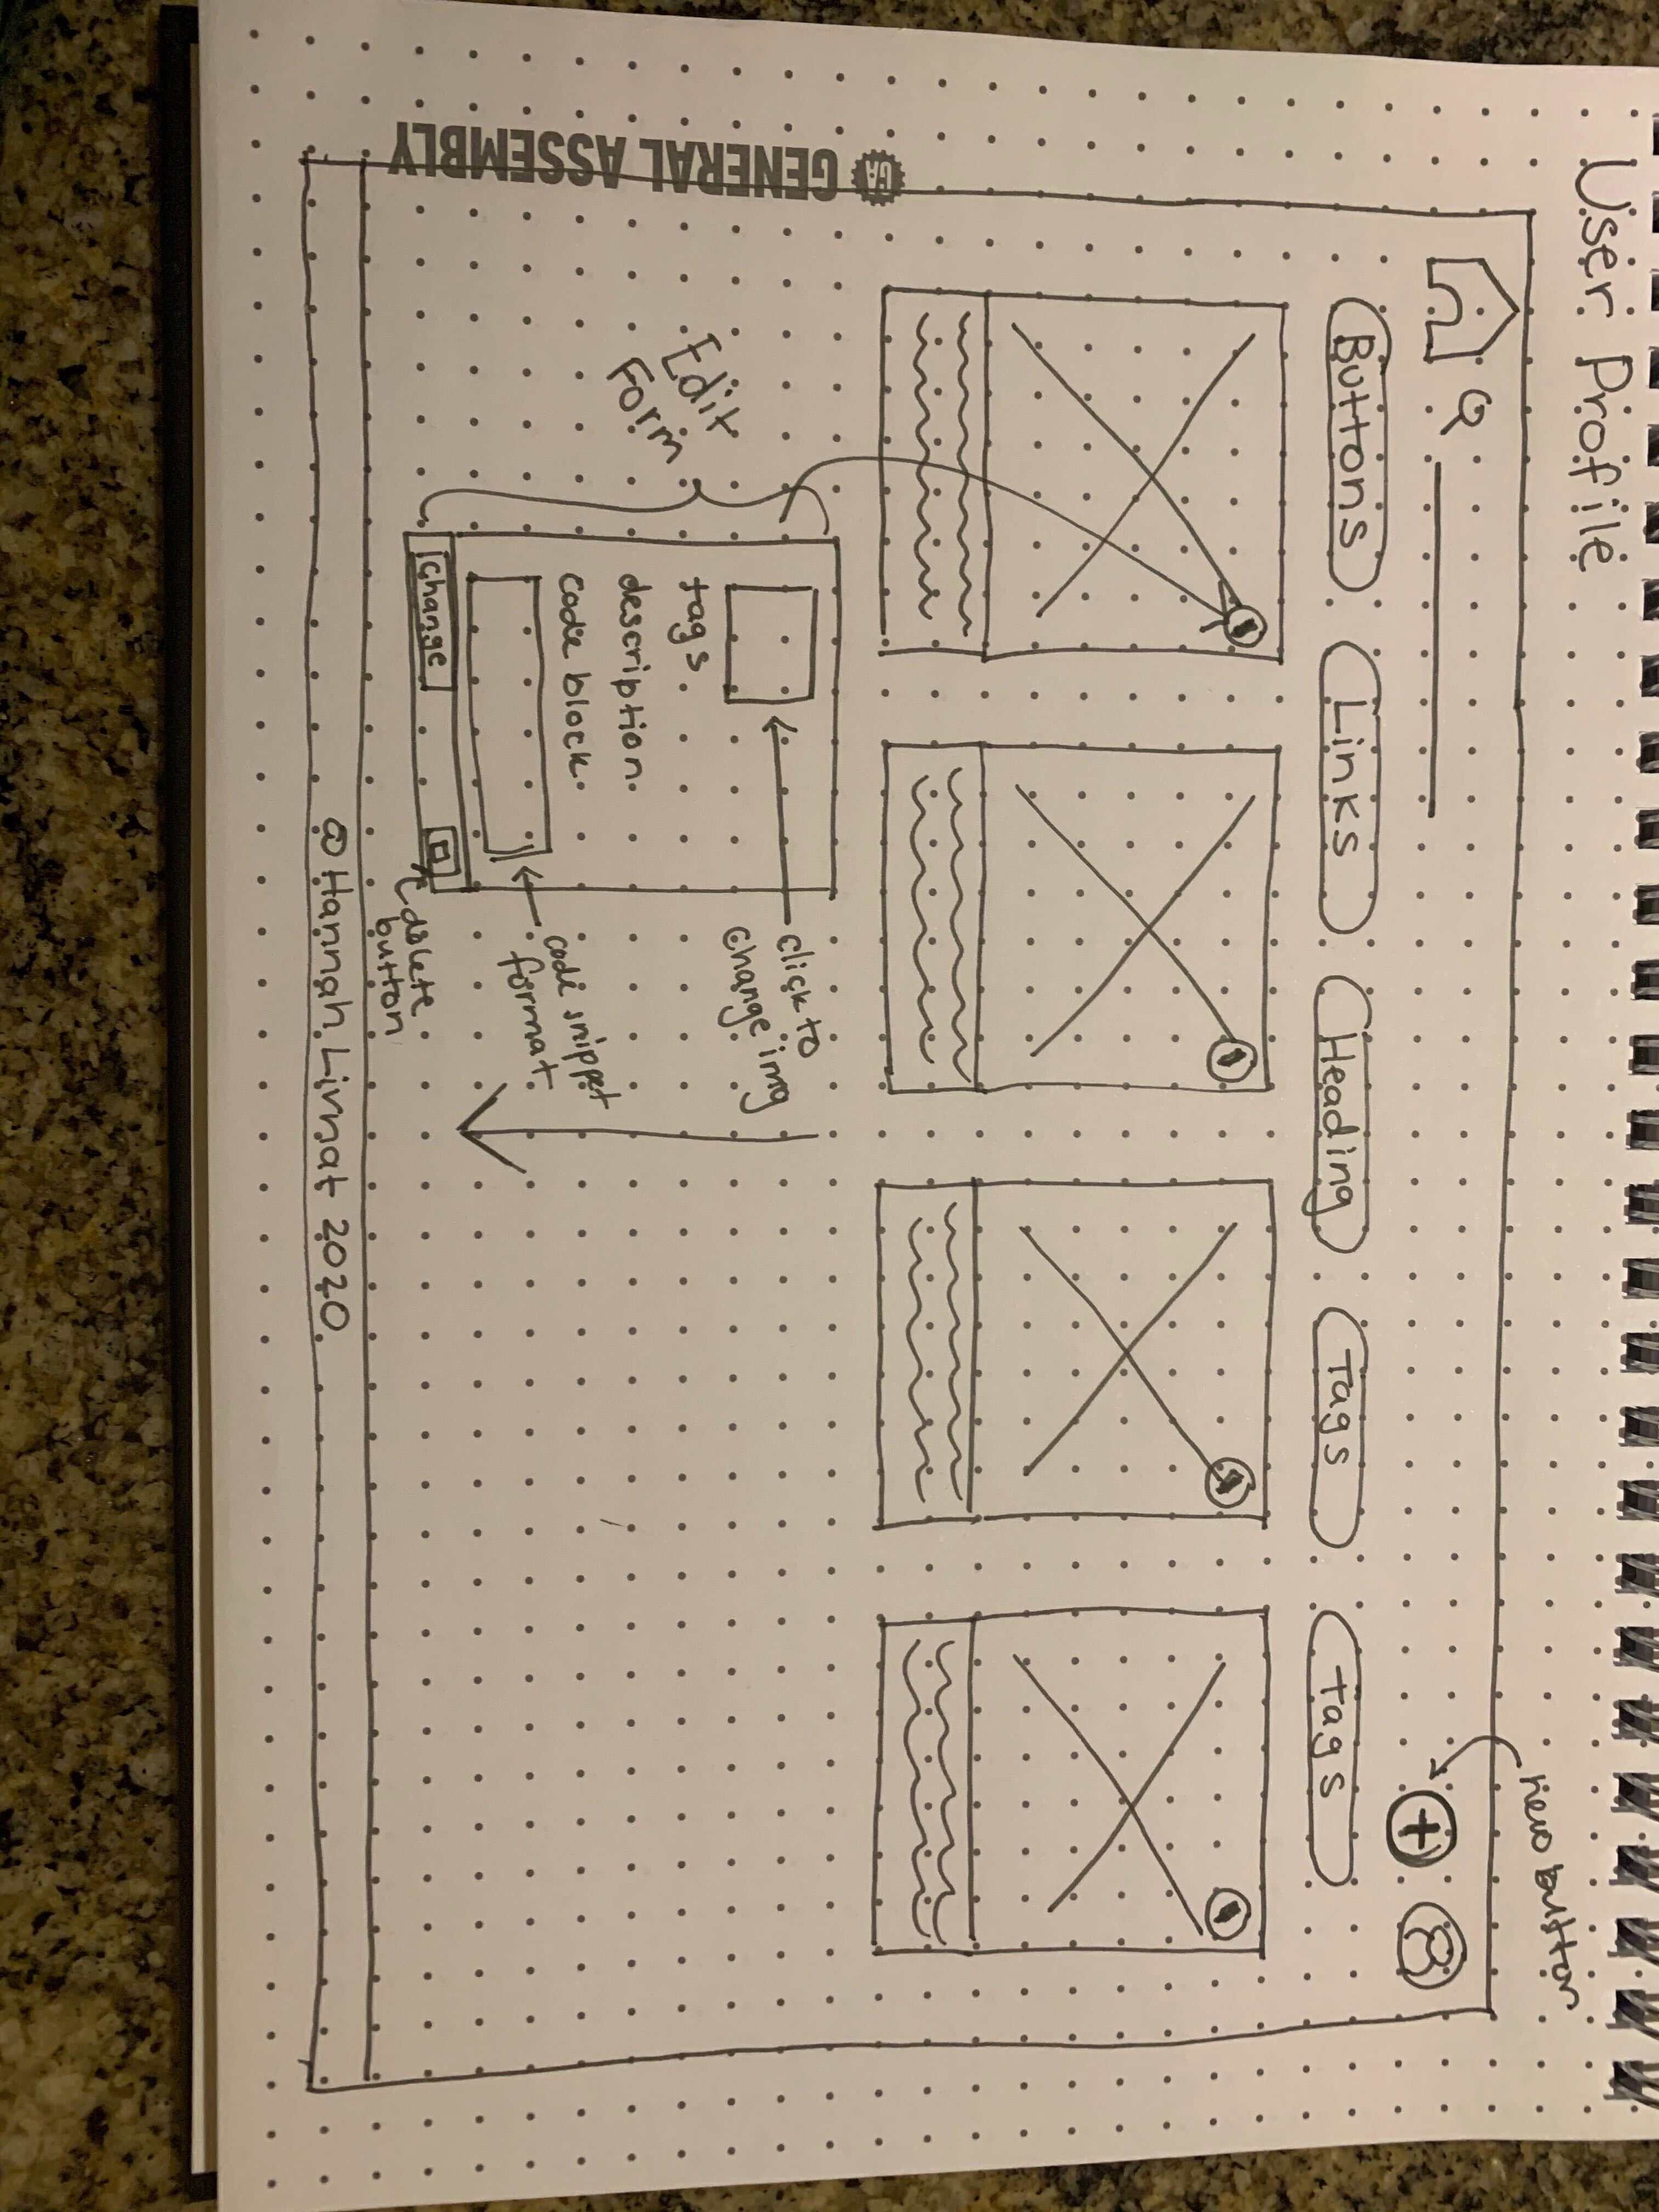 User Profile
new button
Buttons
Links
Heading
Tags
Tags
Edit
Form
tags
description
code block
change
click to
change img
code snippet
format
delete
button
@ Hannah Limat 2020
GA GENERAL ASSEMBLY